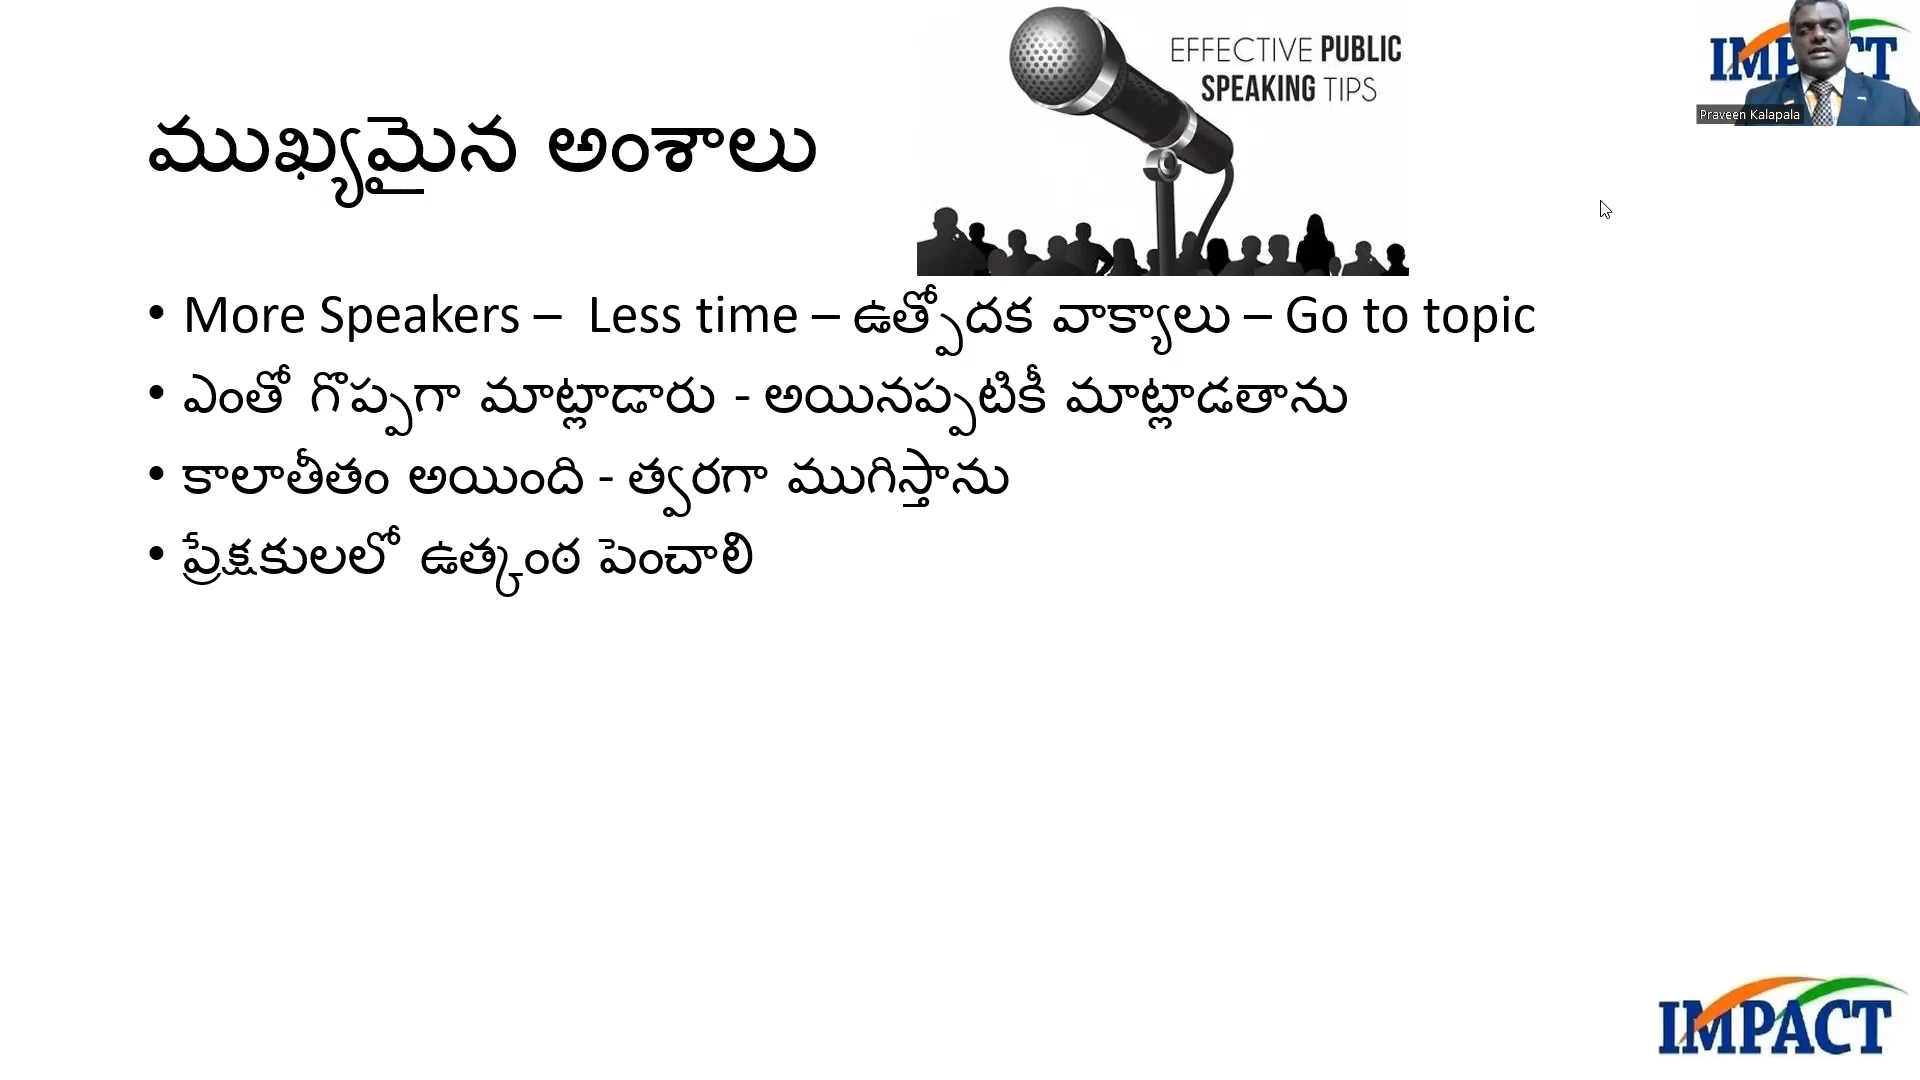 EFFECTIVE PUBLIC
SPEAKING TIPS
IMPACT
Praveen Kalapala
ముఖ్యమైన అంశాలు
• More Speakers – Less time – ఉత్పోదక వాక్యాలు – Go to topic
• ఎంతో గొప్పగా మాట్లాడారు - అయినప్పటికీ మాట్లాడతాను
• కాలాతీతం అయింది - త్వరగా ముగిస్తాను
• ప్రేక్షకులలో ఉత్కంఠ పెంచాలి
IMPACT